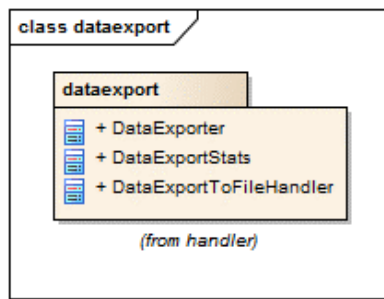 class dataexport
dataexport
+ DataExporter
+ DataExportStats
+ DataExportToFileHandler
(from handler)